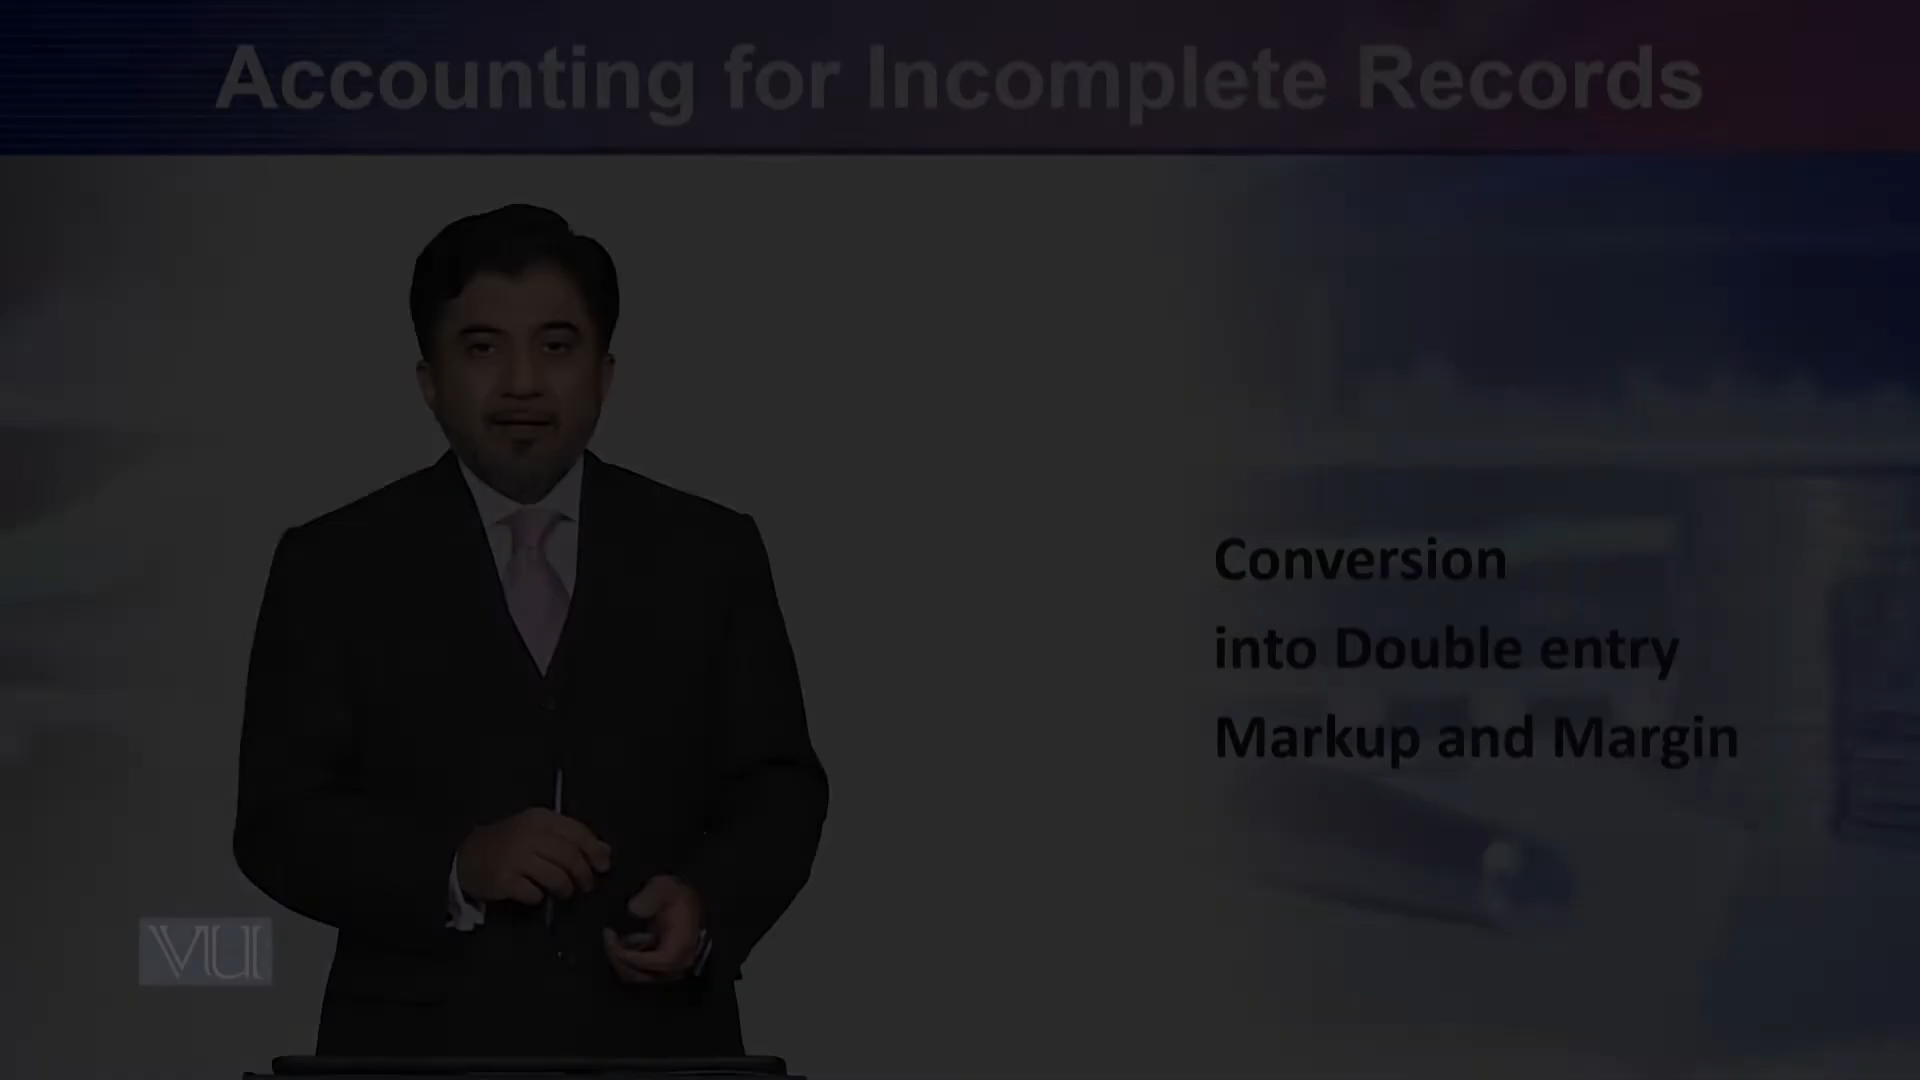 Accounting for Incomplete Records
Conversion
into Double entry
Markup and Margin
VU